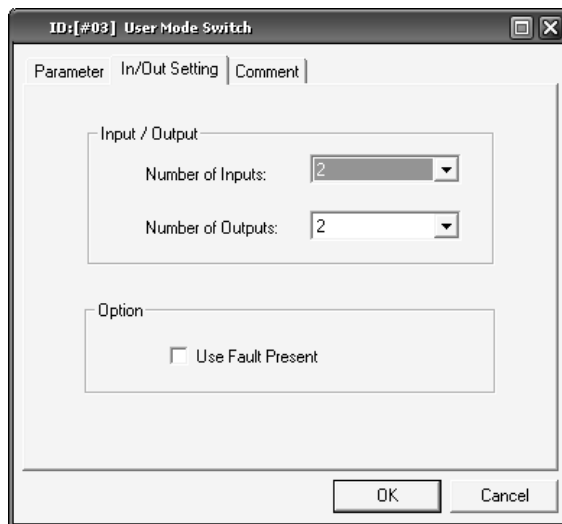 ID:[#03] User Mode Switch
Parameter In/Out Setting Comment
Input / Output
Number of Inputs: 2
Number of Outputs: 2
Option
Use Fault Present
OK Cancel